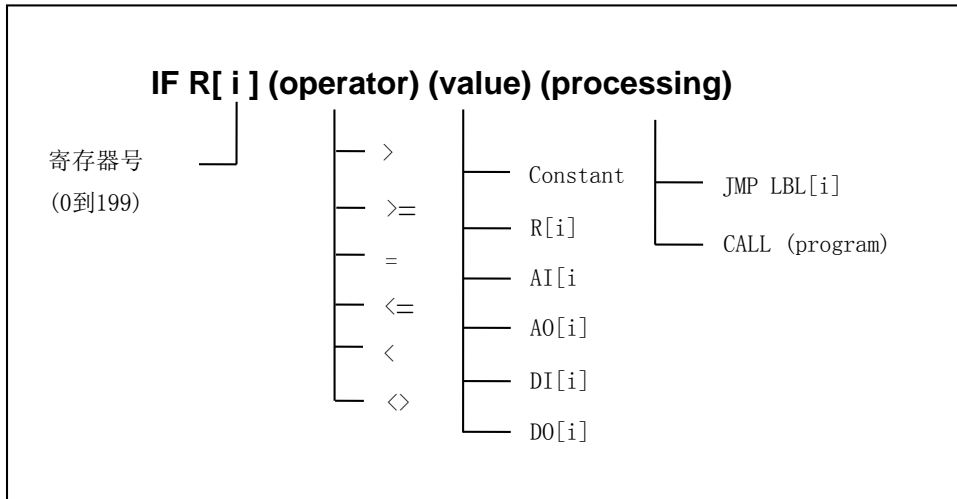 IF R[ i ] (operator) (value) (processing)
寄存器号
(0到199)
>
>=
=
<=
<
<>
Constant
R[i]
AI[i
AO[i]
DI[i]
DO[i]
JMP LBL[i]
CALL (program)